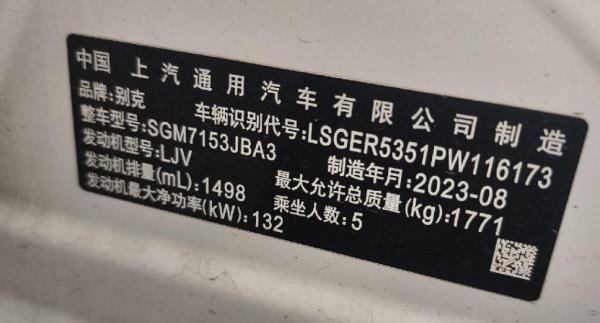 中国 上汽通用汽车有限公司制造
品牌:别克 车辆识别代号:LSGER5351PW116173
整车型号:SGM7153JBA3 制造年月:2023-08
发动机型号:LJV 最大允许总质量(kg):1771
发动机排量(mL):1498 乘坐人数:5
发动机最大净功率(kW):132